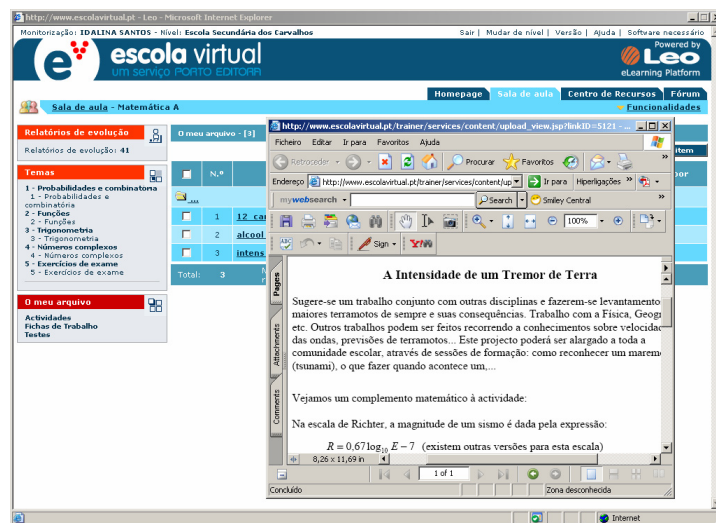 http://www.escolavirtual.pt - Leo - Microsoft Internet Explorer
Monitorização: IDALINA SANTOS - Nível: Escola Secundária dos Carvalhos
Sair | Mudar de nível | Versão | Ajuda | Software necessário
escola virtual
um serviço PORTO EDITORA
Powered by
Leo
eLearning Platform
Homepage Sala de aula Centro de Recursos Fórum
Sala de aula - Matemática A
Funcionalidades
Relatórios de evolução
Relatórios de evolução: 41
Temas
1 - Probabilidades e combinatória
1 - Probabilidades e combinatória
2 - Funções
2 - Funções
3 - Trigonometria
3 - Trigonometria
4 - Números complexos
4 - Números complexos
5 - Exercícios de exame
5 - Exercícios de exame
O meu arquivo
Actividades
Fichas de Trabalho
Testes
O meu arquivo - [3]
item
N.º
por
...
1 12_car
2 alcool
3 intens
Total: 3
http://www.escolavirtual.pt/trainer/services/content/upload_view.jsp?linkID=5121 - ...
Ficheiro Editar Ir para Favoritos Ajuda
Retroceder Procurar Favoritos
Endereço http://www.escolavirtual.pt/trainer/services/content/up Ir para Hiperligações
mywebsearch Search Smiley Central
100%
Sign Y!
Pages
Attachments
Comments
A Intensidade de um Tremor de Terra
Sugere-se um trabalho conjunto com outras disciplinas e fazerem-se levantamento
maiores terramotos de sempre e suas consequências. Trabalho com a Física, Geogr
etc. Outros trabalhos podem ser feitos recorrendo a conhecimentos sobre velocidad
das ondas, previsões de terramotos... Este projecto poderá ser alargado a toda a
comunidade escolar, através de sessões de formação: como reconhecer um marem
(tsunami), o que fazer quando acontece um,...
Vejamos um complemento matemático à actividade:
Na escala de Richter, a magnitude de um sismo é dada pela expressão:
R = 0,67 log₁₀ E − 7 (existem outras versões para esta escala)
8,26 x 11,69 in
1 of 1
Concluído
Zona desconhecida
Internet